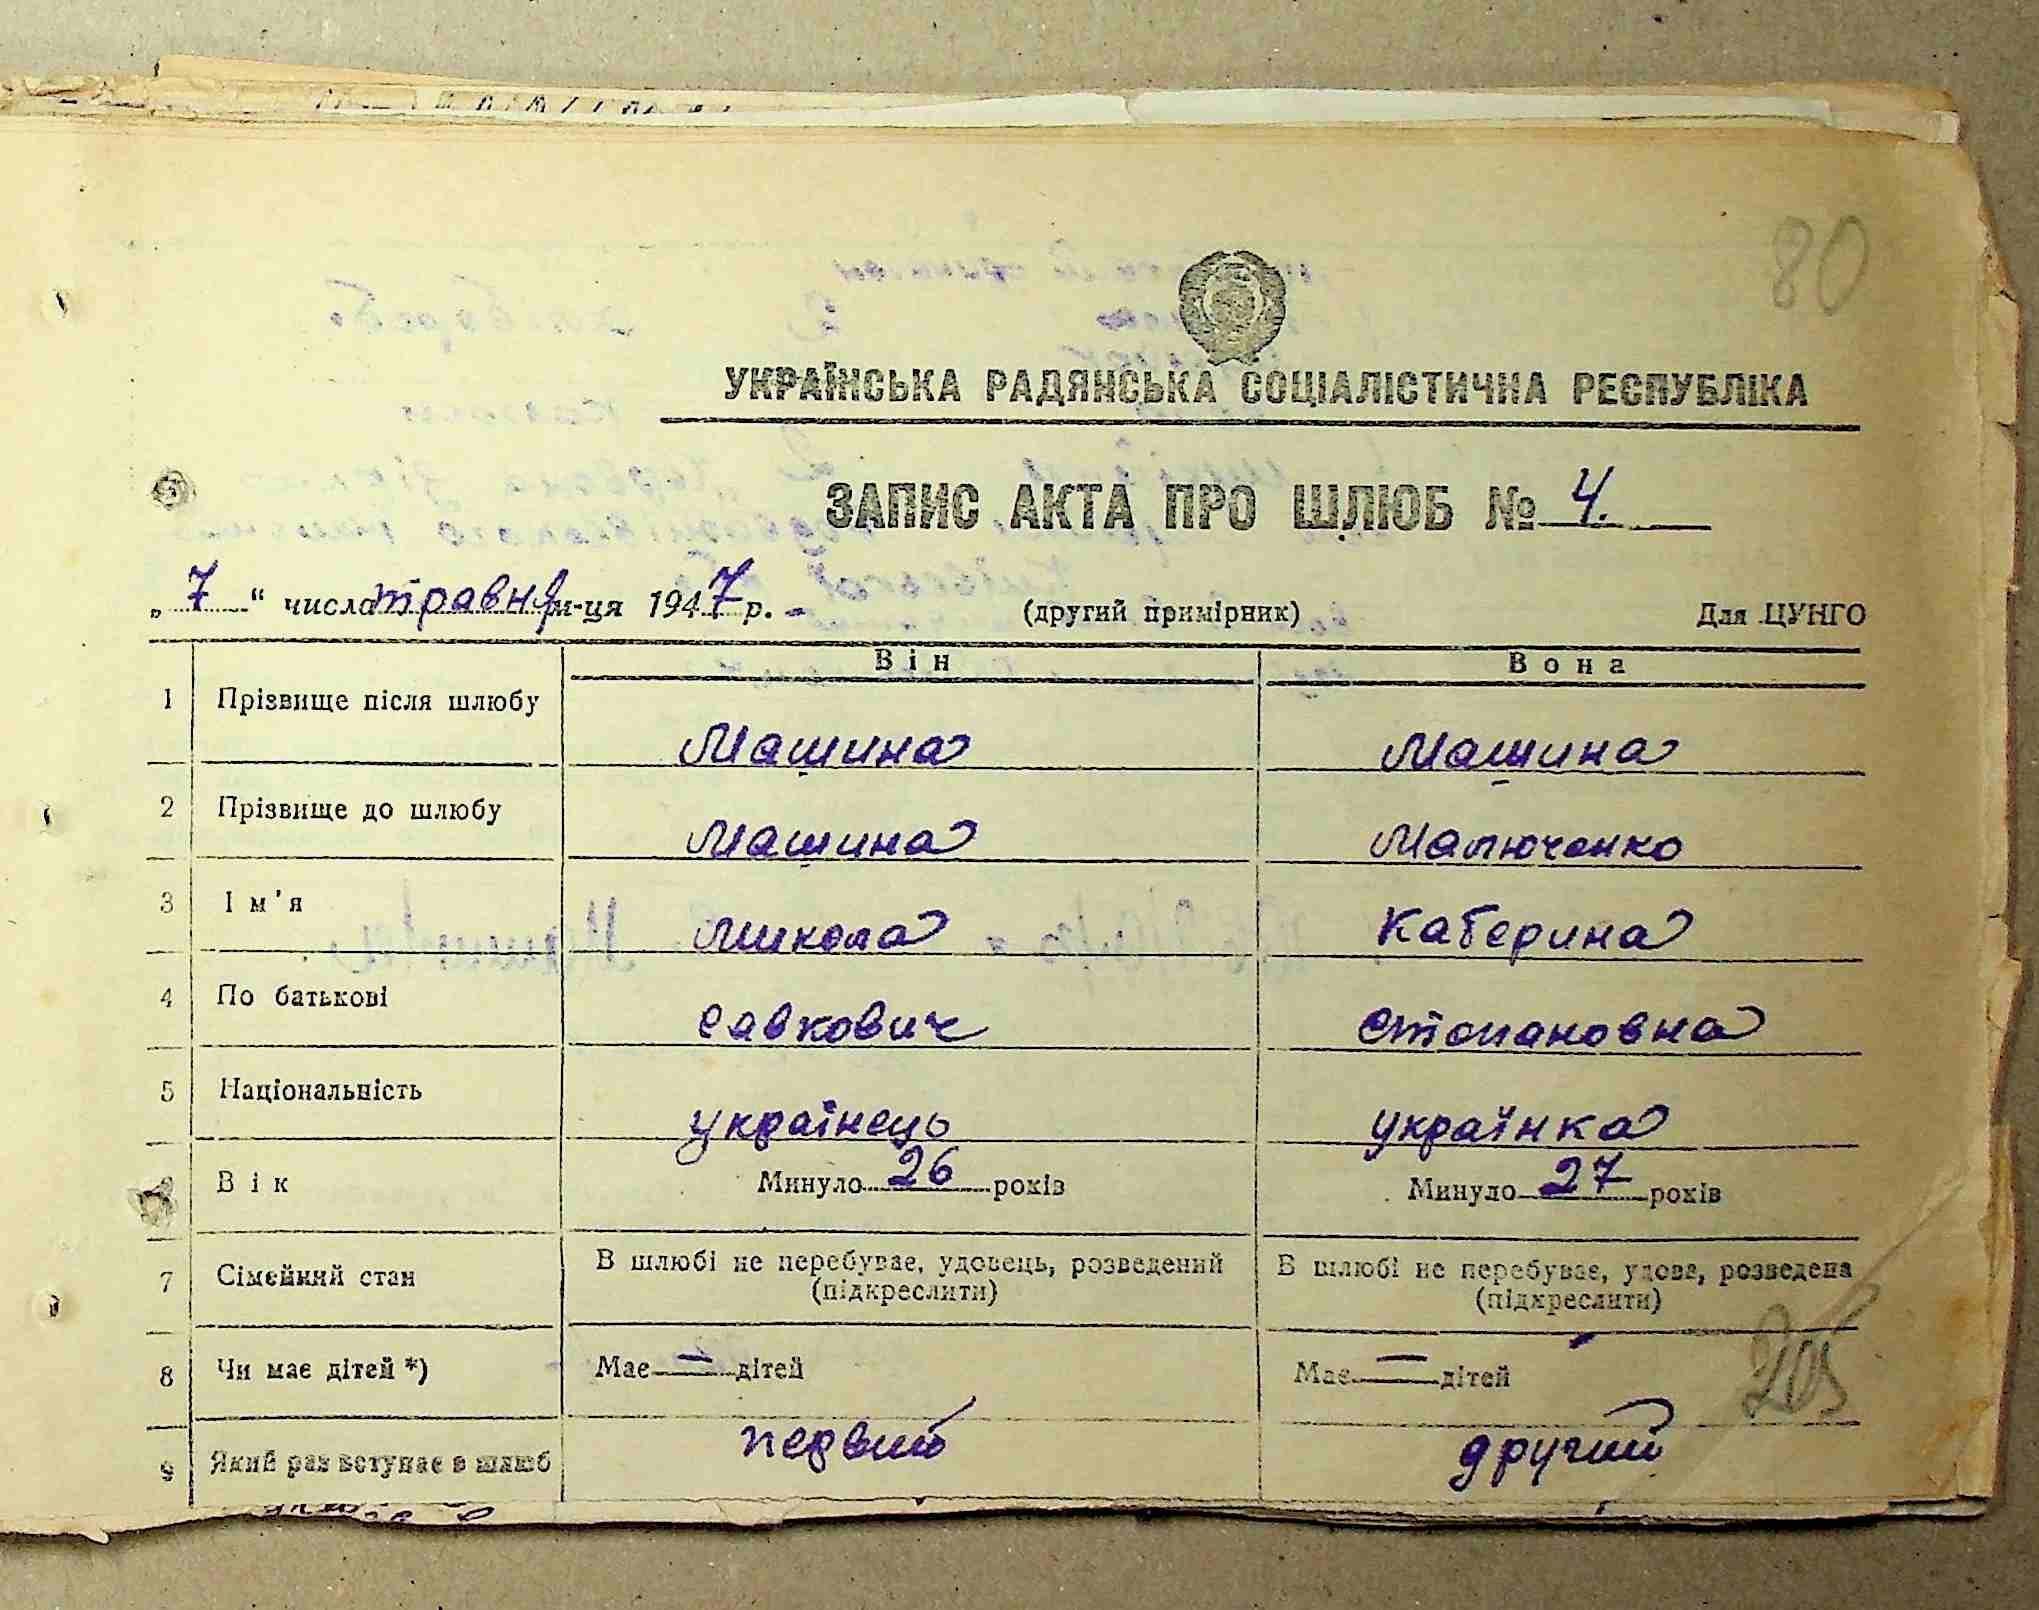 80
УКРАЇНСЬКА РАДЯНСЬКА СОЦІАЛІСТИЧНА РЕСПУБЛІКА
ЗАПИС АКТА ПРО ШЛЮБ № 4.
„ 7 “ числа травня м-ця 1947 р. (другий примірник) Для ЦУНГО
Він Вона
1 Прізвище після шлюбу Машина Машина
2 Прізвище до шлюбу Машина Малюченко
3 Ім'я Микола Катерина
4 По батькові Савкович Степановна
5 Національність українець українка
Вік Минуло 26 років Минуло 27 років
7 Сімейний стан В шлюбі не перебуває, удовець, розведений (підкреслити) В шлюбі не перебуває, удова, розведена (підкреслити)
8 Чи має дітей *) Має — дітей Має — дітей
9 Який раз вступає в шлюб первий другий